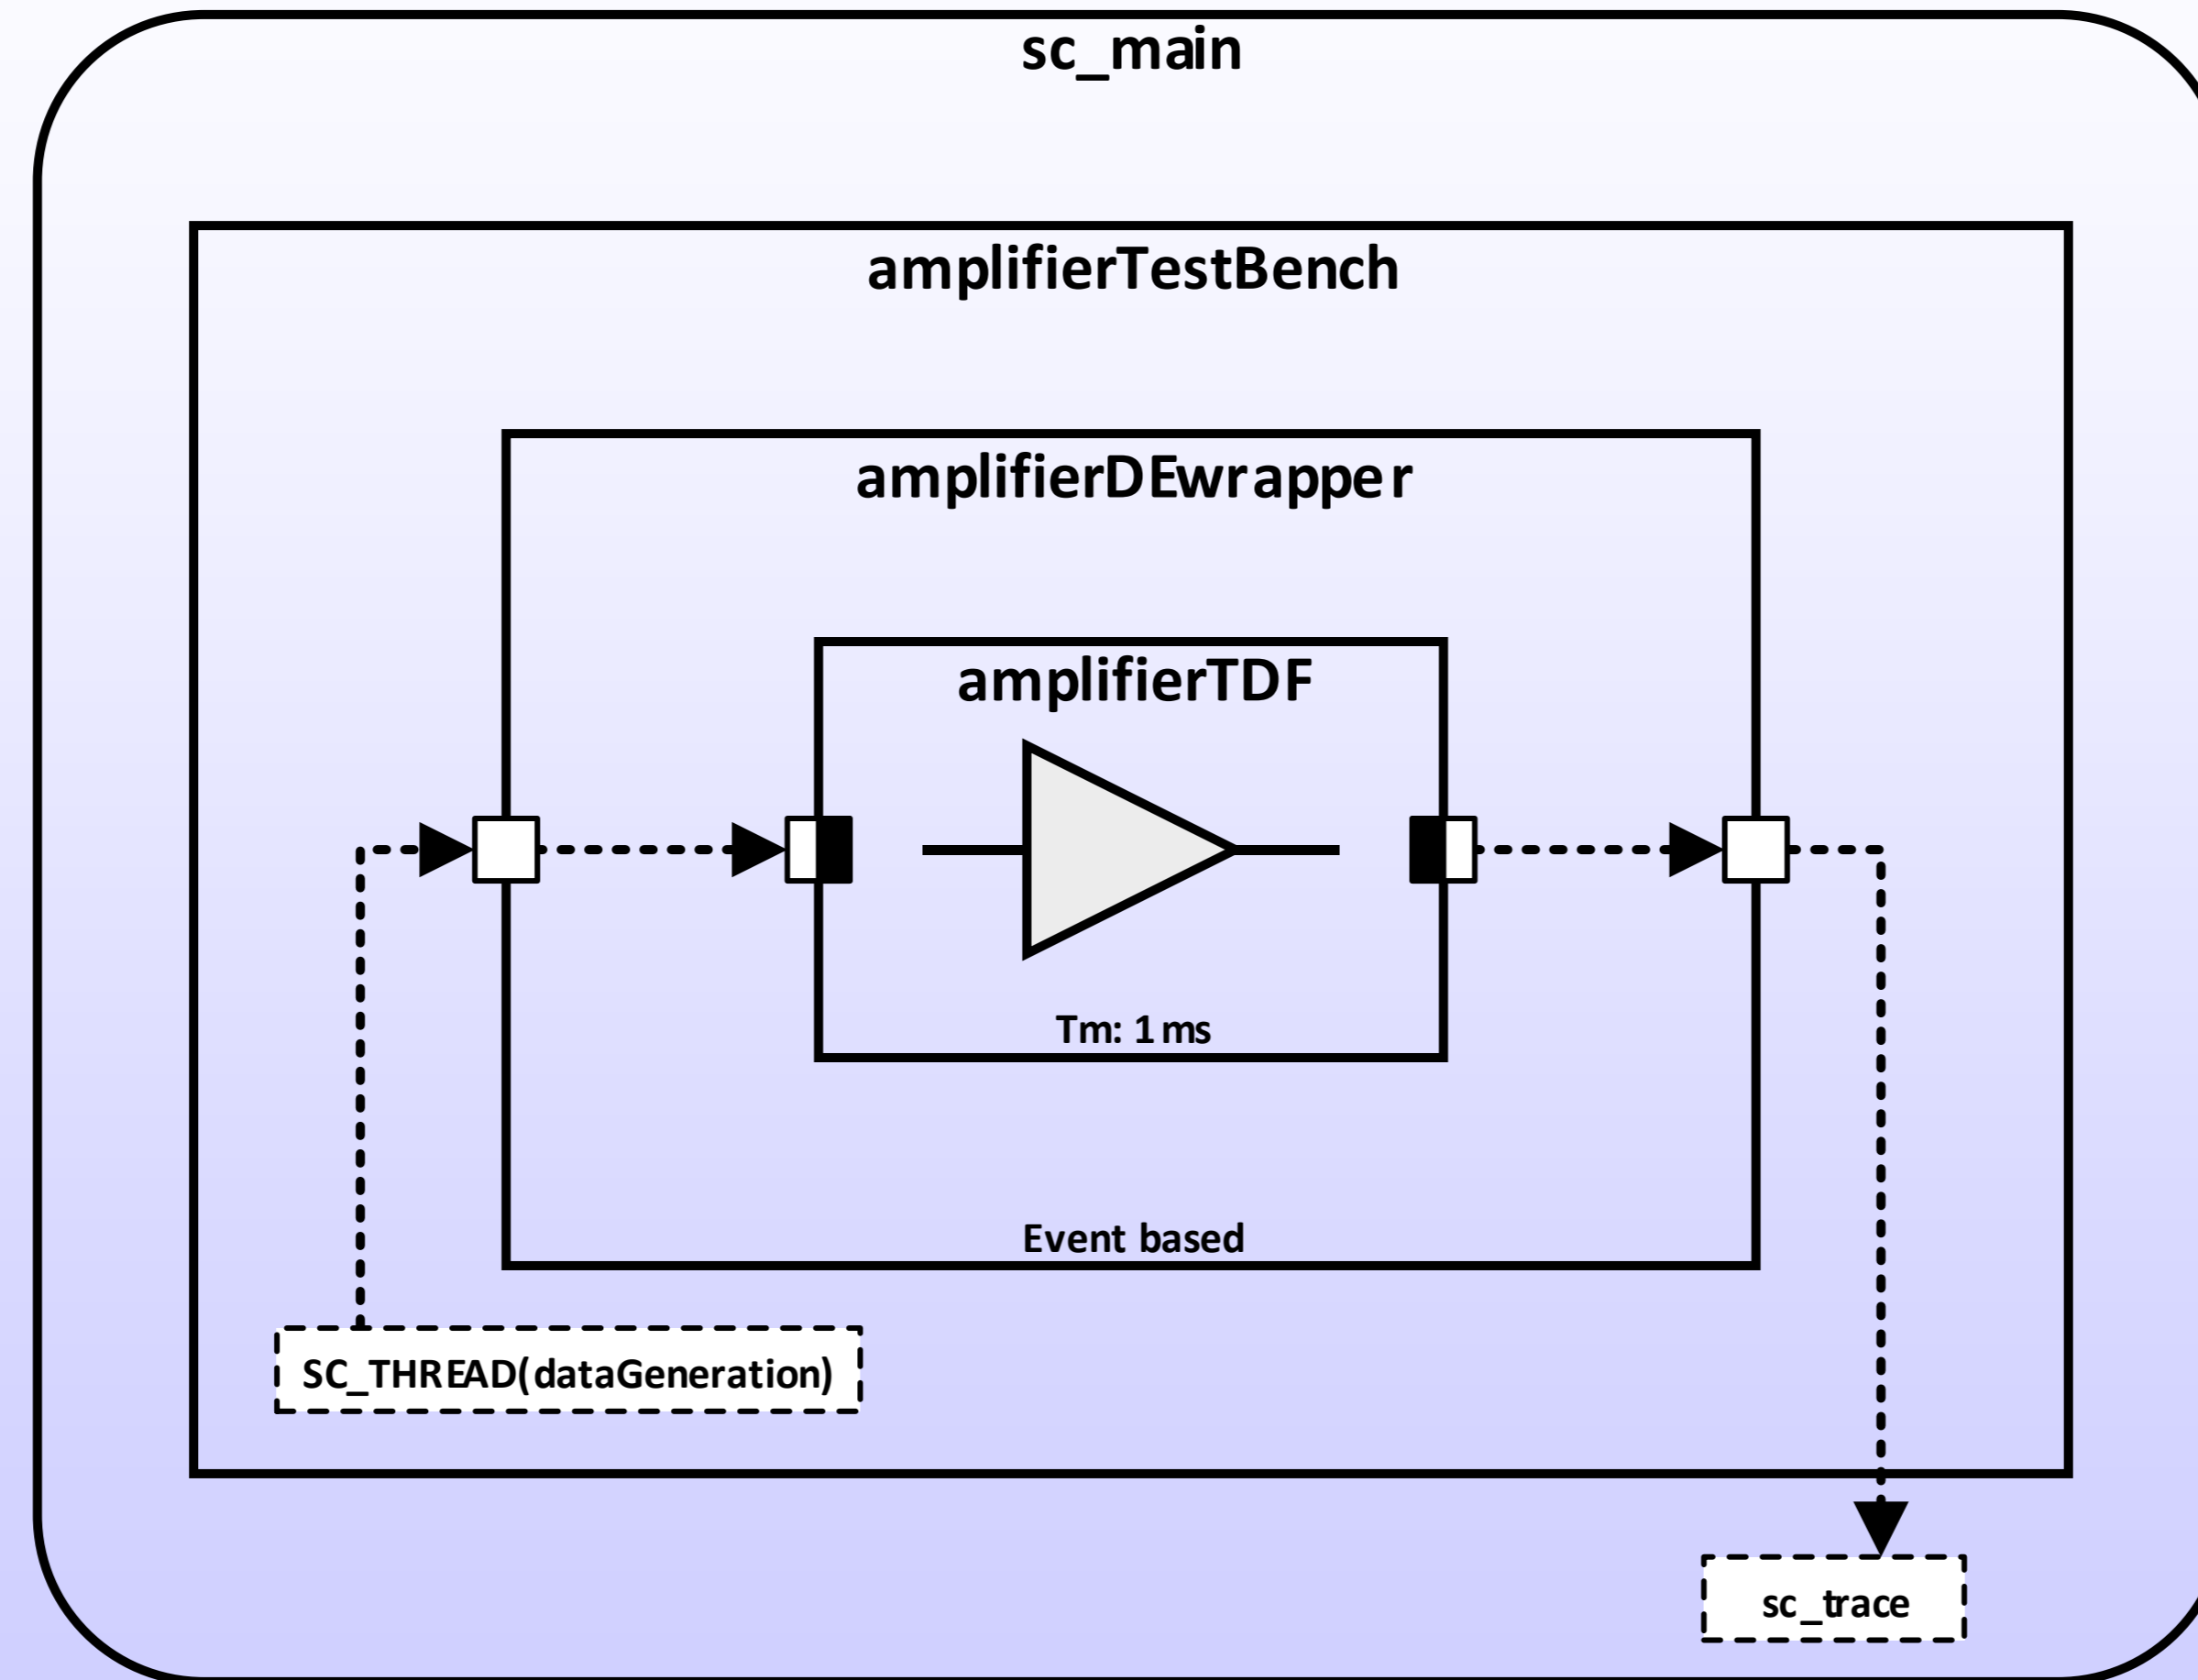 sc_main
amplifierTestBench
amplifierDEwrapper
amplifierTDF
Tm: 1 ms
Event based
SC_THREAD(dataGeneration)
sc_trace